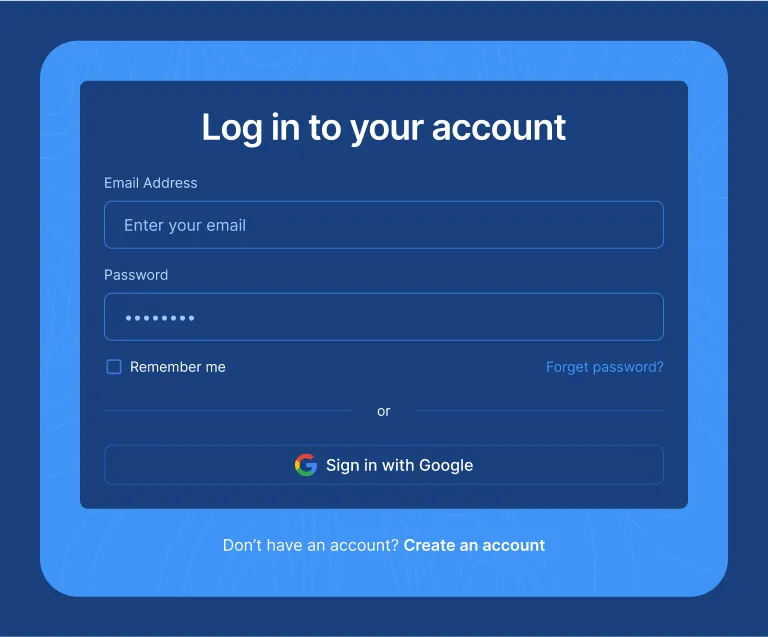 Log in to your account
Email Address
Enter your email
Password
••••••••
Remember me
Forget password?
or
Sign in with Google
Don’t have an account? Create an account